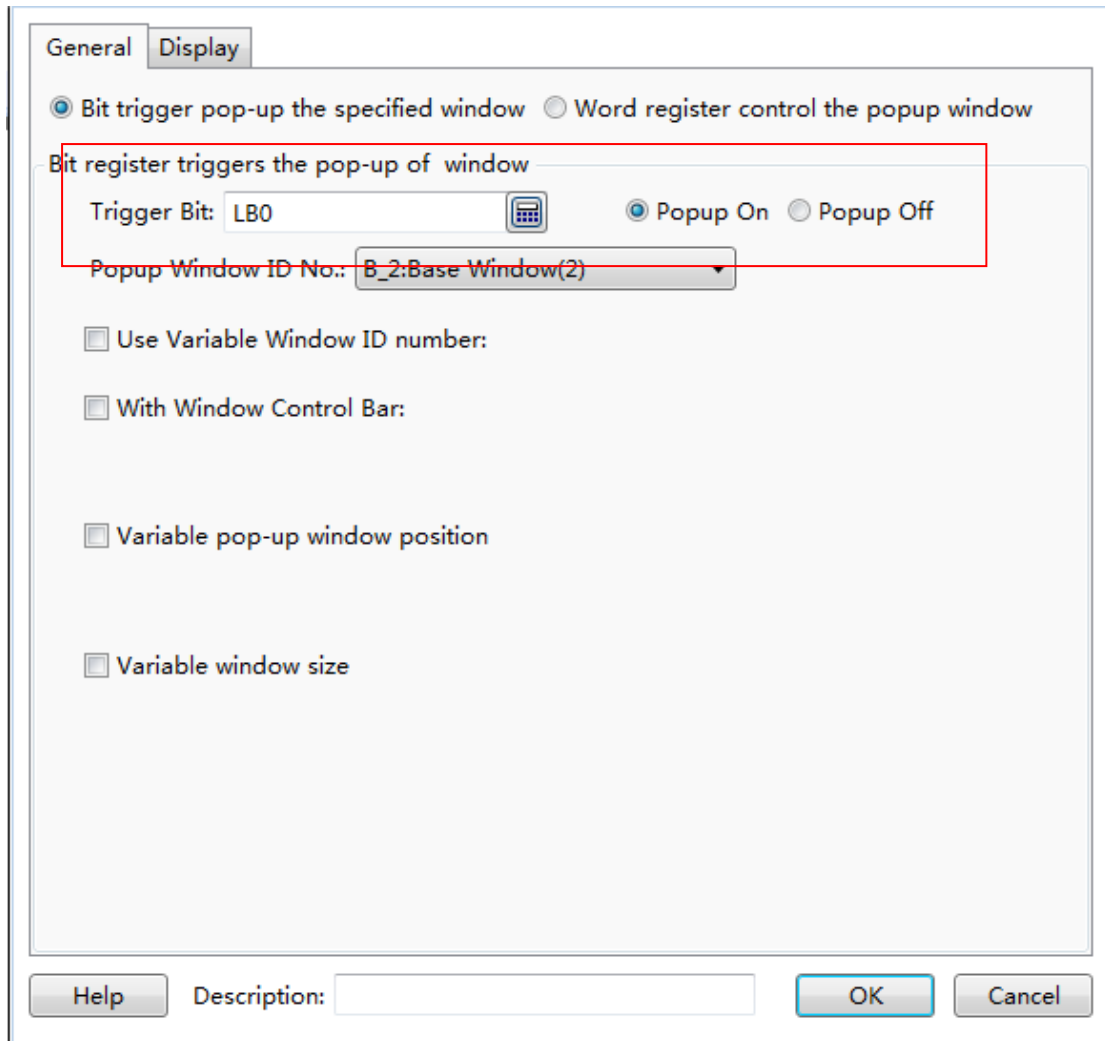 General Display
Bit trigger pop-up the specified window Word register control the popup window
Bit register triggers the pop-up of window
Trigger Bit: LB0 Popup On Popup Off
Popup Window ID No.: B_2:Base Window(2)
Use Variable Window ID number:
With Window Control Bar:
Variable pop-up window position
Variable window size
Help Description: OK Cancel